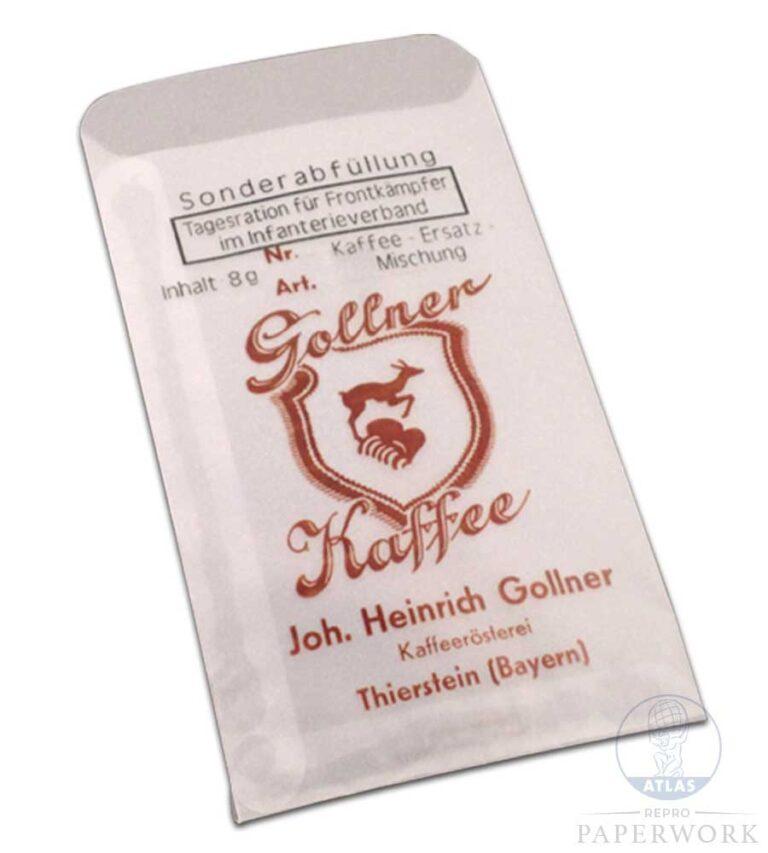 Sonderabfüllung
Tagesration für Frontkämpfer
im Infanterieverband
Nr. Kaffee - Ersatz -
Inhalt 8g Art. Mischung
Gollner
Kaffee
Joh. Heinrich Gollner
Kaffeerösterei
Thierstein (Bayern)
ATLAS
REPRO
PAPERWORK